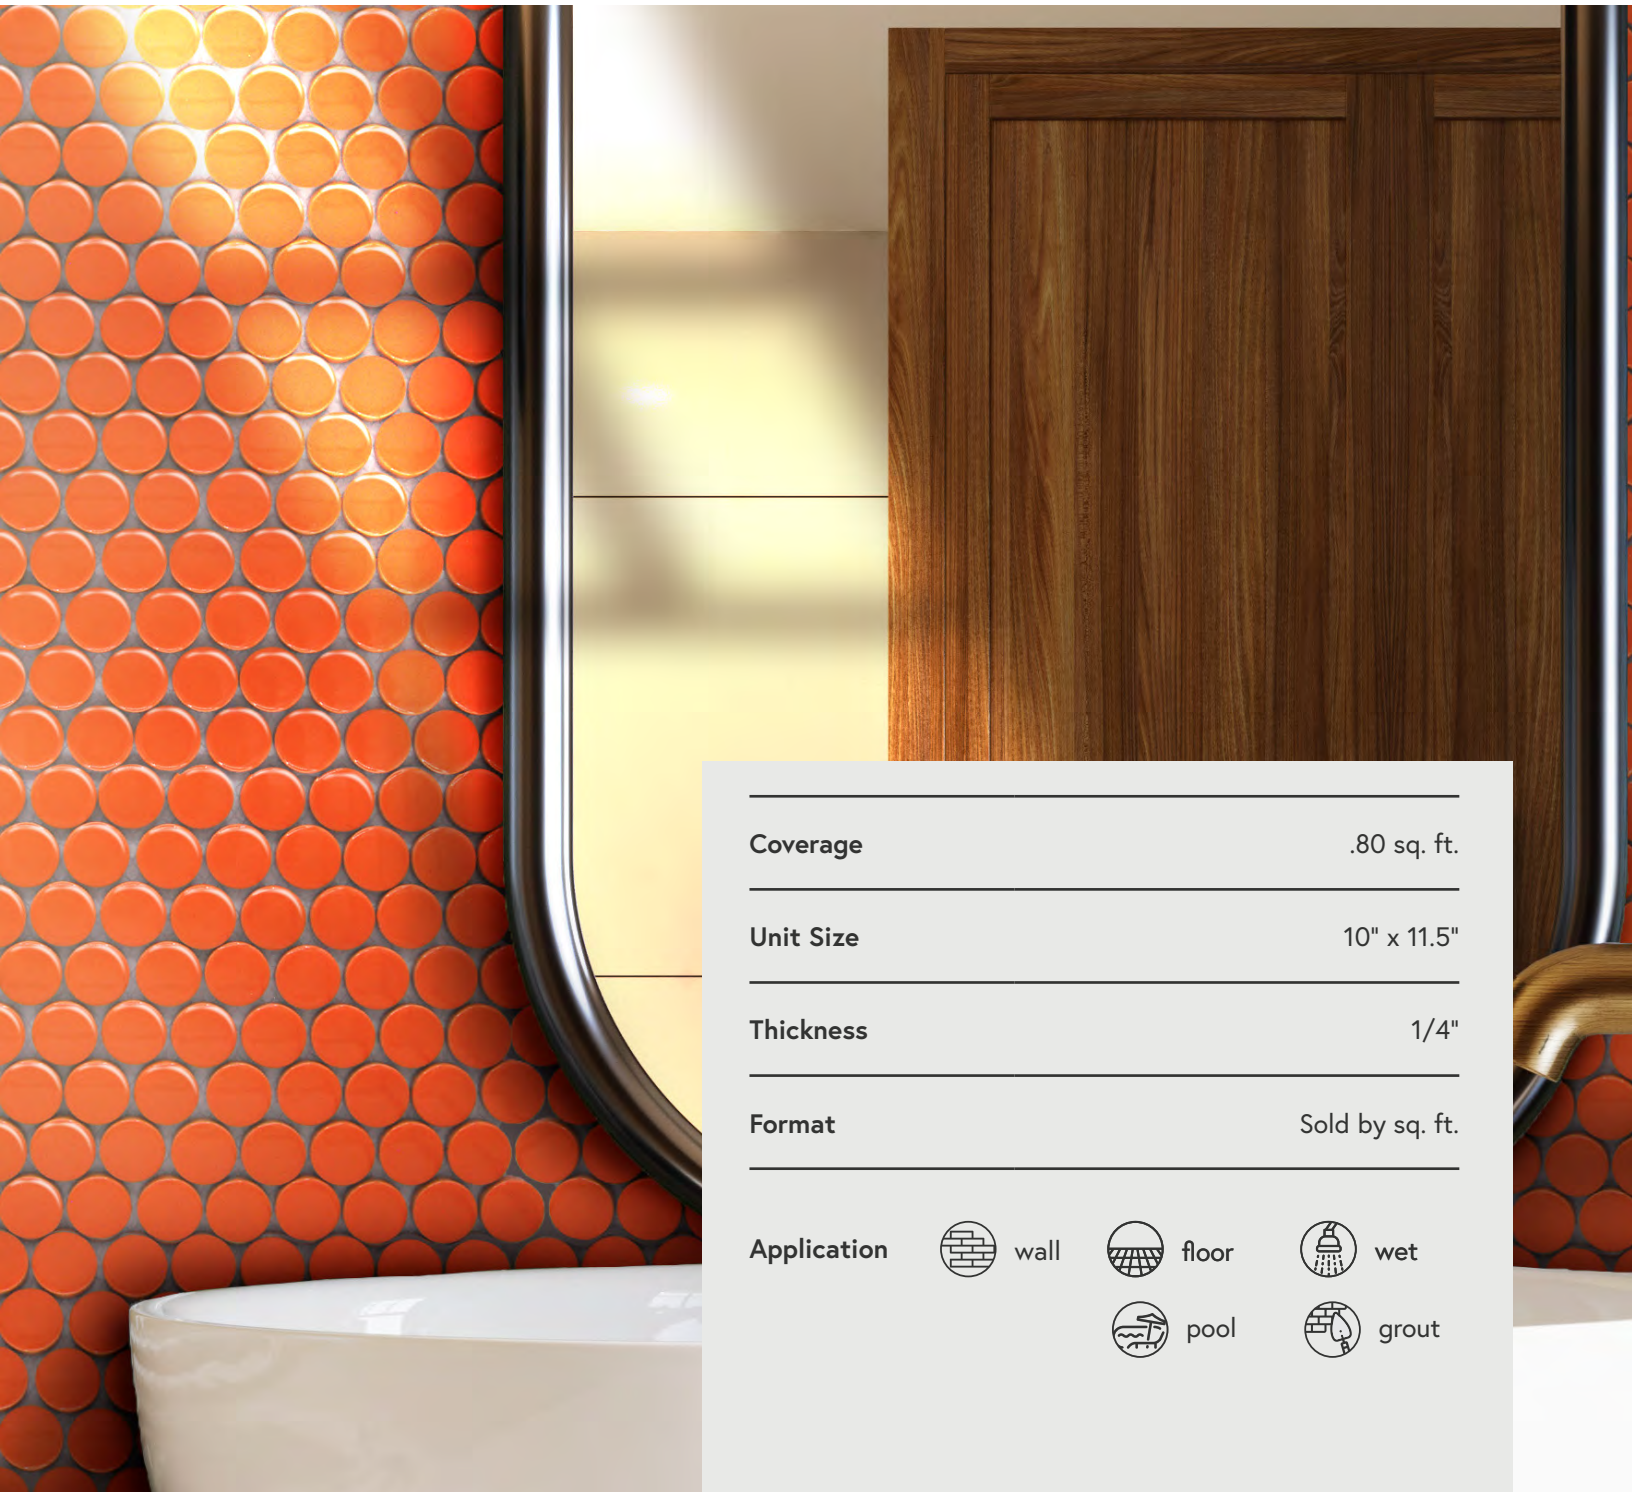 Coverage .80 sq. ft.
Unit Size 10" x 11.5"
Thickness 1/4"
Format Sold by sq. ft.
Application wall floor wet
pool grout